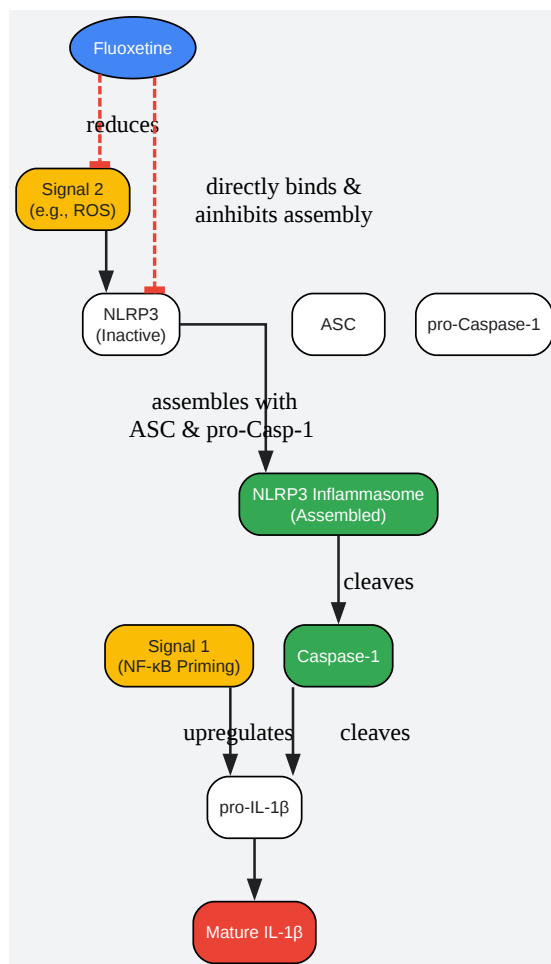 Fluoxetine
reduces
Signal 2
(e.g., ROS)
directly binds &
ainhibits assembly
NLRP3
(Inactive)
ASC
pro-Caspase-1
assembles with
ASC & pro-Casp-1
NLRP3 Inflammasome
(Assembled)
cleaves
Signal 1
(NF-κB Priming)
Caspase-1
upregulates
cleaves
pro-IL-1β
Mature IL-1β